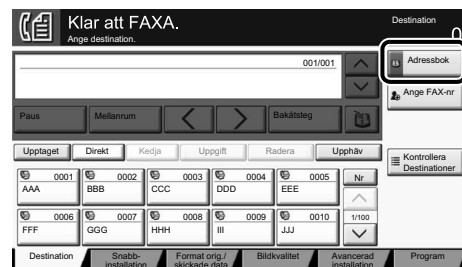 Klar att FAXA.
Ange destination.
Destination
0
001/001
Adressbok
Ange FAX-nr
Paus
Mellanrum
Bakåtsteg
Upptaget
Direkt
Kedja
Uppgift
Radera
Upphäv
Kontrollera
Destinationer
0001
AAA
0002
BBB
0003
CCC
0004
DDD
0005
EEE
Nr
0006
FFF
0007
GGG
0008
HHH
0009
III
0010
JJJ
1/100
Destination
Snabb-
installation
Format orig./
skickade data
Bildkvalitet
Avancerad
installation
Program